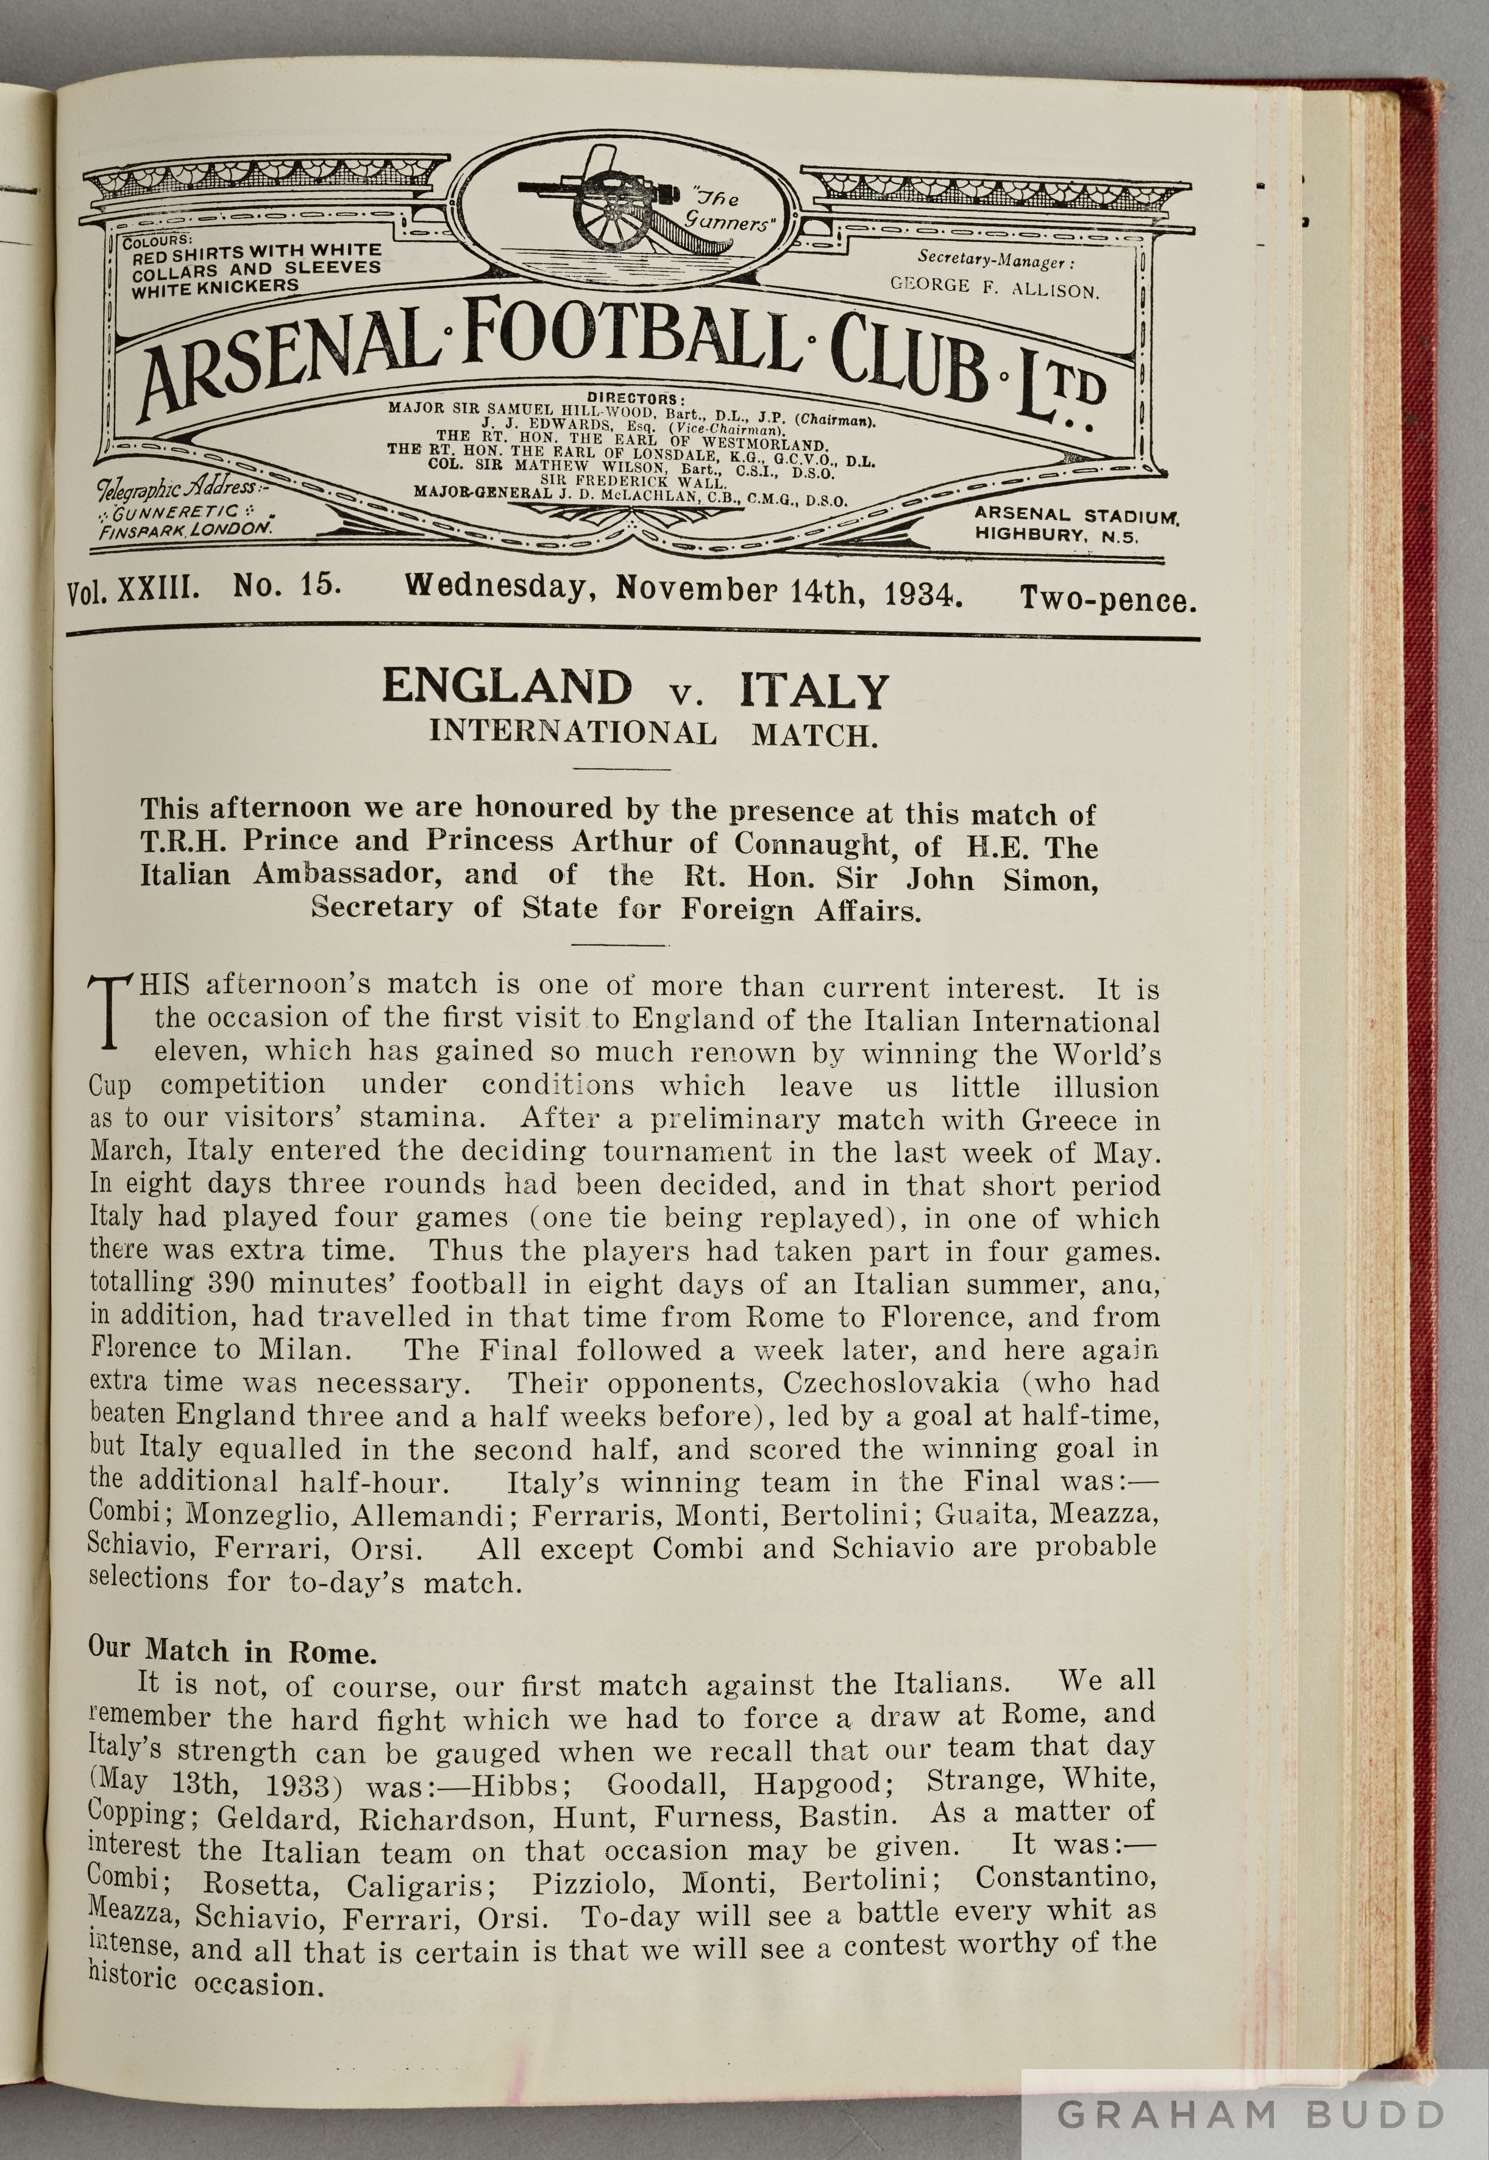 "The
Gunners"
COLOURS:
RED SHIRTS WITH WHITE
COLLARS AND SLEEVES
WHITE KNICKERS
Secretary-Manager:
GEORGE F. ALLISON.
ARSENAL · FOOTBALL · CLUB · LTD
DIRECTORS:
MAJOR SIR SAMUEL HILL-WOOD, Bart., D.L., J.P. (Chairman).
J. J. EDWARDS, Esq. (Vice-Chairman).
THE RT. HON. THE EARL OF WESTMORLAND.
THE RT. HON. THE EARL OF LONSDALE, K.G., G.C.V.O., D.L.
COL. SIR MATHEW WILSON, Bart., C.S.I., D.S.O.
SIR FREDERICK WALL.
MAJOR-GENERAL J. D. McLACHLAN, C.B., C.M.G., D.S.O.
Telegraphic Address:-
GUNNERETIC
FINSPARK, LONDON.
ARSENAL STADIUM,
HIGHBURY, N.5.
Vol. XXIII. No. 15. Wednesday, November 14th, 1934. Two-pence.
ENGLAND v. ITALY
INTERNATIONAL MATCH.
This afternoon we are honoured by the presence at this match of
T.R.H. Prince and Princess Arthur of Connaught, of H.E. The
Italian Ambassador, and of the Rt. Hon. Sir John Simon,
Secretary of State for Foreign Affairs.
THIS afternoon's match is one of more than current interest. It is
the occasion of the first visit to England of the Italian International
eleven, which has gained so much renown by winning the World's
Cup competition under conditions which leave us little illusion
as to our visitors' stamina. After a preliminary match with Greece in
March, Italy entered the deciding tournament in the last week of May.
In eight days three rounds had been decided, and in that short period
Italy had played four games (one tie being replayed), in one of which
there was extra time. Thus the players had taken part in four games.
totalling 390 minutes' football in eight days of an Italian summer, and,
in addition, had travelled in that time from Rome to Florence, and from
Florence to Milan. The Final followed a week later, and here again
extra time was necessary. Their opponents, Czechoslovakia (who had
beaten England three and a half weeks before), led by a goal at half-time,
but Italy equalled in the second half, and scored the winning goal in
the additional half-hour. Italy's winning team in the Final was:—
Combi; Monzeglio, Allemandi; Ferraris, Monti, Bertolini; Guaita, Meazza,
Schiavio, Ferrari, Orsi. All except Combi and Schiavio are probable
selections for to-day's match.
Our Match in Rome.
It is not, of course, our first match against the Italians. We all
remember the hard fight which we had to force a draw at Rome, and
Italy's strength can be gauged when we recall that our team that day
(May 13th, 1933) was:—Hibbs; Goodall, Hapgood; Strange, White,
Copping; Geldard, Richardson, Hunt, Furness, Bastin. As a matter of
interest the Italian team on that occasion may be given. It was:—
Combi; Rosetta, Caligaris; Pizziolo, Monti, Bertolini; Constantino,
Meazza, Schiavio, Ferrari, Orsi. To-day will see a battle every whit as
intense, and all that is certain is that we will see a contest worthy of the
historic occasion.
GRAHAM BUDD